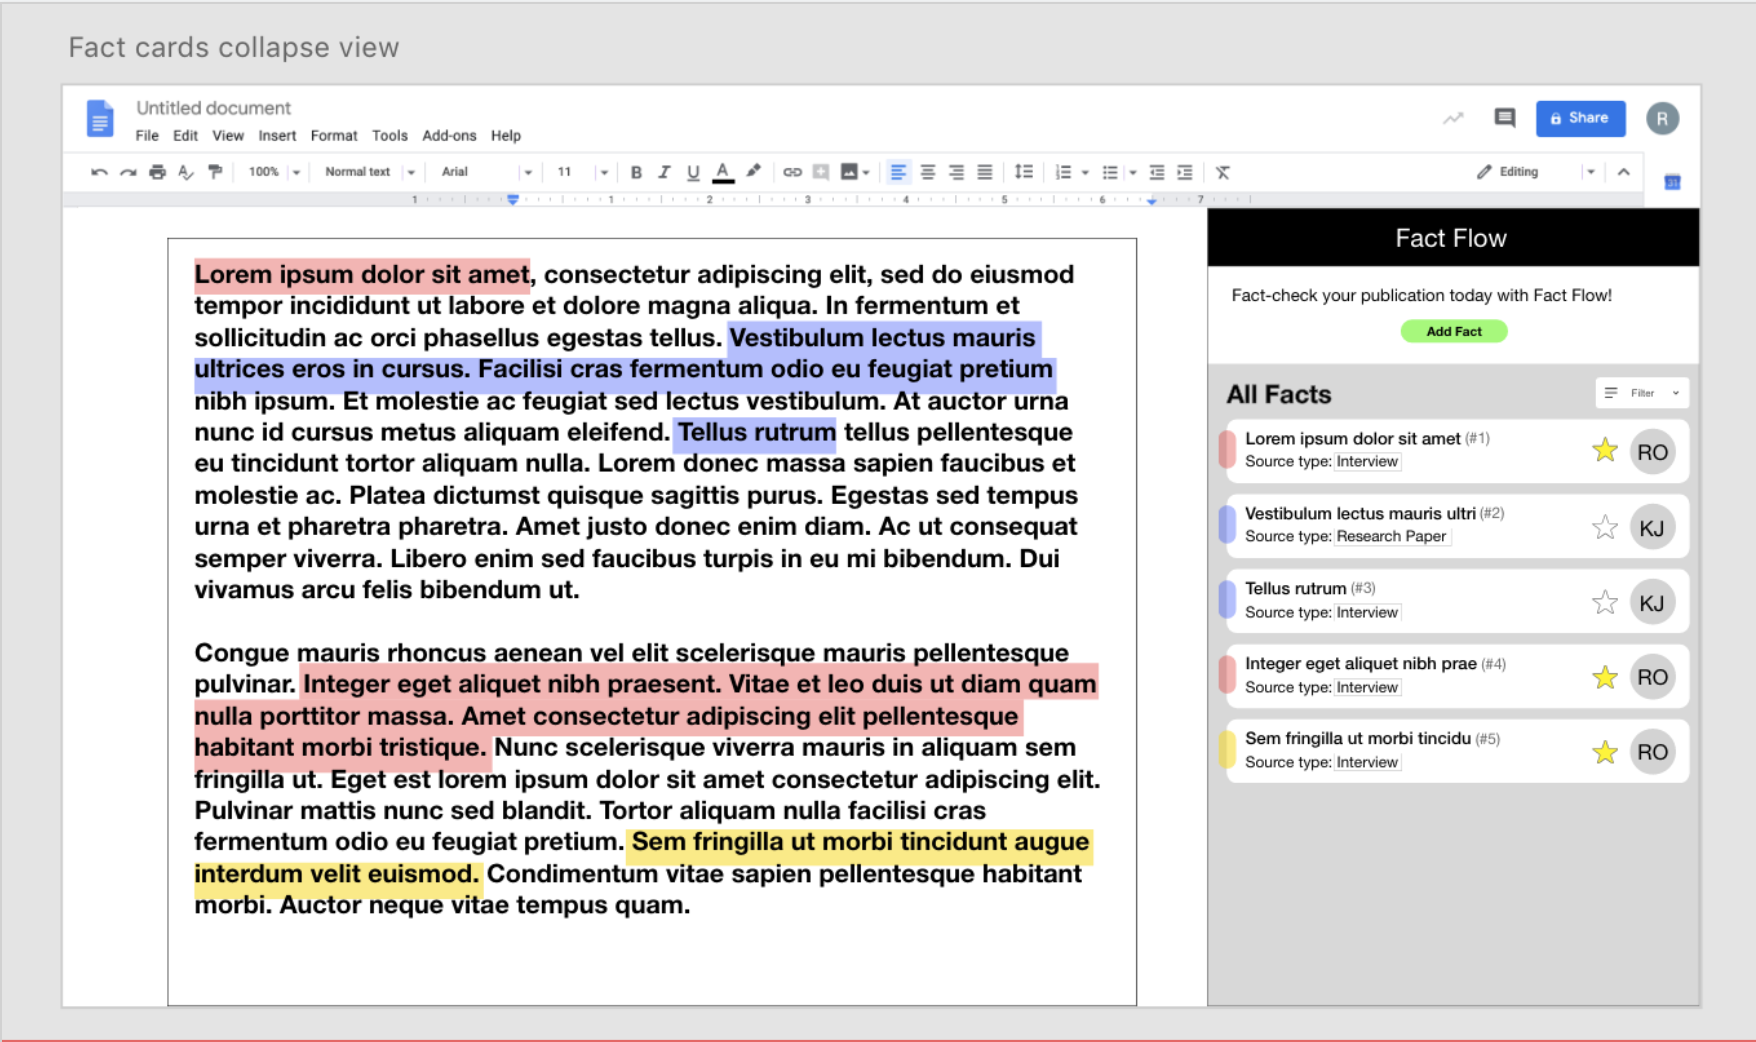 Fact cards collapse view
Untitled document
File Edit View Insert Format Tools Add-ons Help
Share
R
100% Normal text Arial 11 B I U A Editing
31
1 1 2 3 4 5 6 7
Lorem ipsum dolor sit amet, consectetur adipiscing elit, sed do eiusmod
tempor incididunt ut labore et dolore magna aliqua. In fermentum et
sollicitudin ac orci phasellus egestas tellus. Vestibulum lectus mauris
ultrices eros in cursus. Facilisi cras fermentum odio eu feugiat pretium
nibh ipsum. Et molestie ac feugiat sed lectus vestibulum. At auctor urna
nunc id cursus metus aliquam eleifend. Tellus rutrum tellus pellentesque
eu tincidunt tortor aliquam nulla. Lorem donec massa sapien faucibus et
molestie ac. Platea dictumst quisque sagittis purus. Egestas sed tempus
urna et pharetra pharetra. Amet justo donec enim diam. Ac ut consequat
semper viverra. Libero enim sed faucibus turpis in eu mi bibendum. Dui
vivamus arcu felis bibendum ut.
Congue mauris rhoncus aenean vel elit scelerisque mauris pellentesque
pulvinar. Integer eget aliquet nibh praesent. Vitae et leo duis ut diam quam
nulla porttitor massa. Amet consectetur adipiscing elit pellentesque
habitant morbi tristique. Nunc scelerisque viverra mauris in aliquam sem
fringilla ut. Eget est lorem ipsum dolor sit amet consectetur adipiscing elit.
Pulvinar mattis nunc sed blandit. Tortor aliquam nulla facilisi cras
fermentum odio eu feugiat pretium. Sem fringilla ut morbi tincidunt augue
interdum velit euismod. Condimentum vitae sapien pellentesque habitant
morbi. Auctor neque vitae tempus quam.
Fact Flow
Fact-check your publication today with Fact Flow!
Add Fact
All Facts
Filter
Lorem ipsum dolor sit amet (#1)
Source type: Interview
RO
Vestibulum lectus mauris ultri (#2)
Source type: Research Paper
KJ
Tellus rutrum (#3)
Source type: Interview
KJ
Integer eget aliquet nibh prae (#4)
Source type: Interview
RO
Sem fringilla ut morbi tincidu (#5)
Source type: Interview
RO